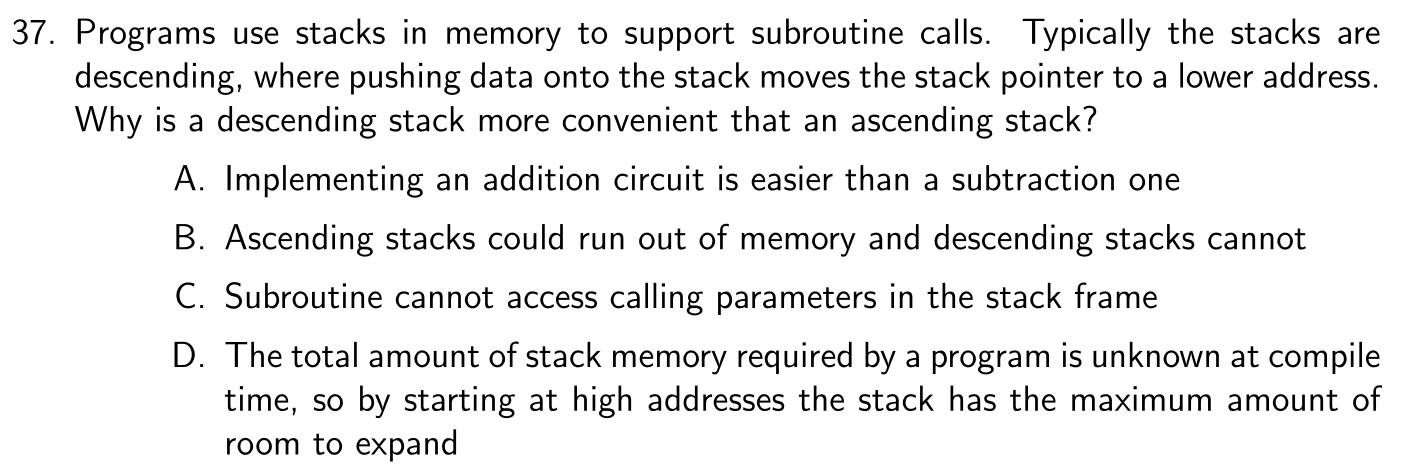 37. Programs use stacks in memory to support subroutine calls. Typically the stacks are
descending, where pushing data onto the stack moves the stack pointer to a lower address.
Why is a descending stack more convenient that an ascending stack?
A. Implementing an addition circuit is easier than a subtraction one
B. Ascending stacks could run out of memory and descending stacks cannot
C. Subroutine cannot access calling parameters in the stack frame
D. The total amount of stack memory required by a program is unknown at compile
time, so by starting at high addresses the stack has the maximum amount of
room to expand